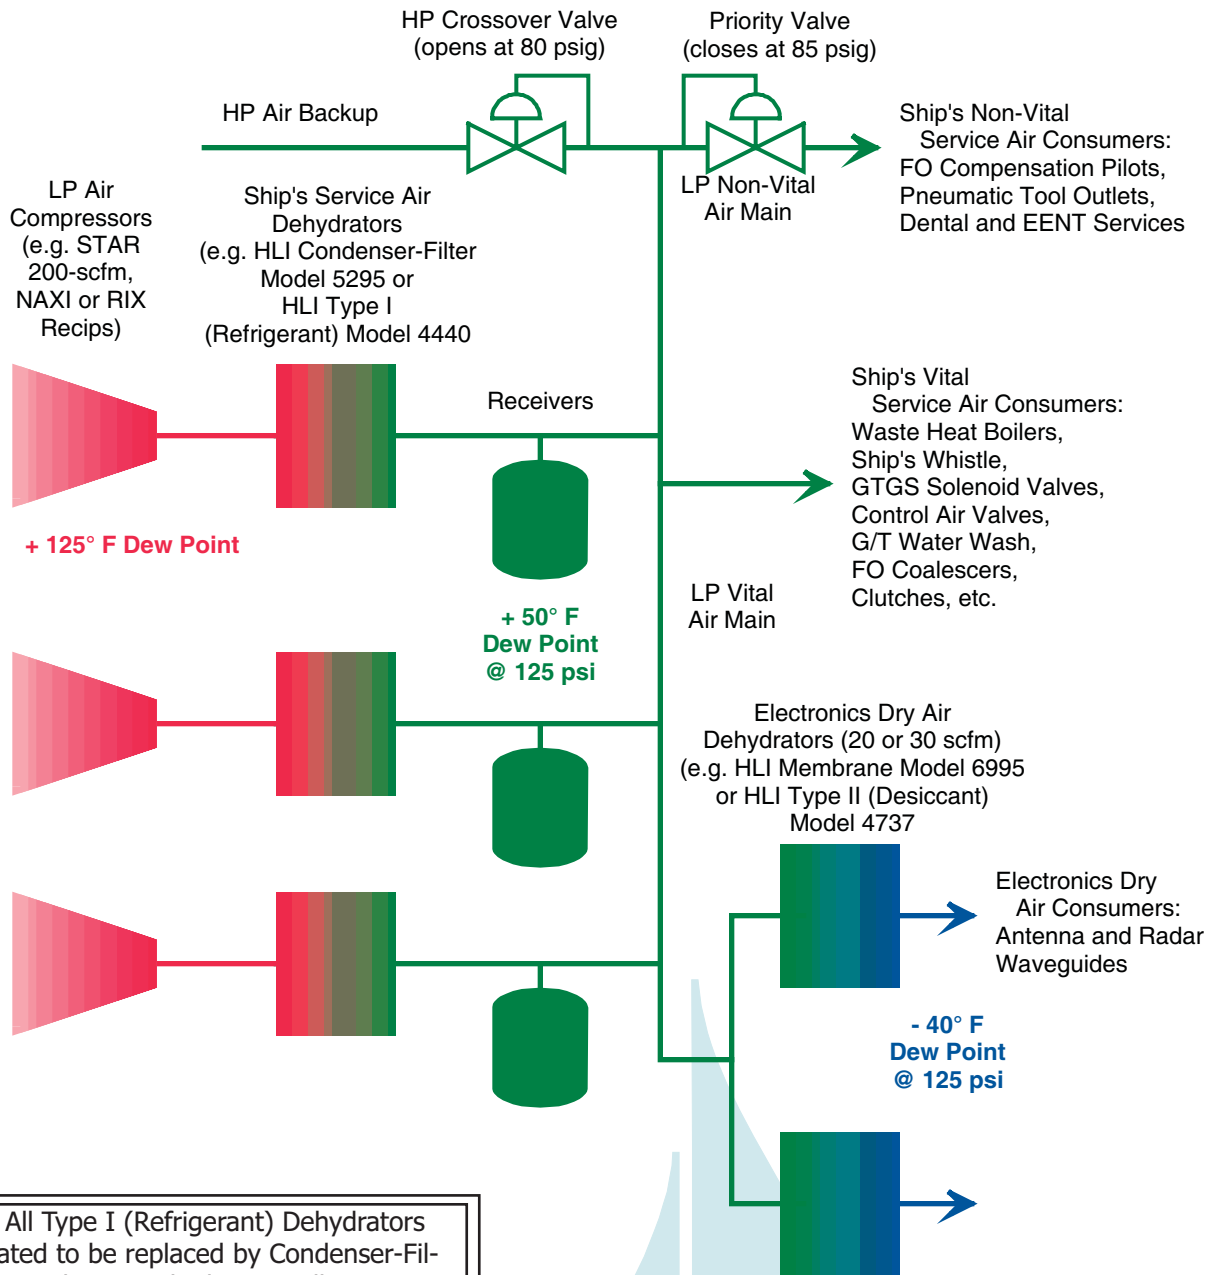 HP Crossover Valve
(opens at 80 psig)
Priority Valve
(closes at 85 psig)
HP Air Backup
Ship's Non-Vital
Service Air Consumers:
FO Compensation Pilots,
Pneumatic Tool Outlets,
Dental and EENT Services
LP Non-Vital
Air Main
LP Air
Compressors
(e.g. STAR
200-scfm,
NAXI or RIX
Recips)
Ship's Service Air
Dehydrators
(e.g. HLI Condenser-Filter
Model 5295 or
HLI Type I
(Refrigerant) Model 4440
Receivers
Ship's Vital
Service Air Consumers:
Waste Heat Boilers,
Ship's Whistle,
GTGS Solenoid Valves,
Control Air Valves,
G/T Water Wash,
FO Coalescers,
Clutches, etc.
+ 125° F Dew Point
+ 50° F
Dew Point
@ 125 psi
LP Vital
Air Main
Electronics Dry Air
Dehydrators (20 or 30 scfm)
(e.g. HLI Membrane Model 6995
or HLI Type II (Desiccant)
Model 4737
Electronics Dry
Air Consumers:
Antenna and Radar
Waveguides
- 40° F
Dew Point
@ 125 psi
All Type I (Refrigerant) Dehydrators
ated to be replaced by Condenser-Fil-